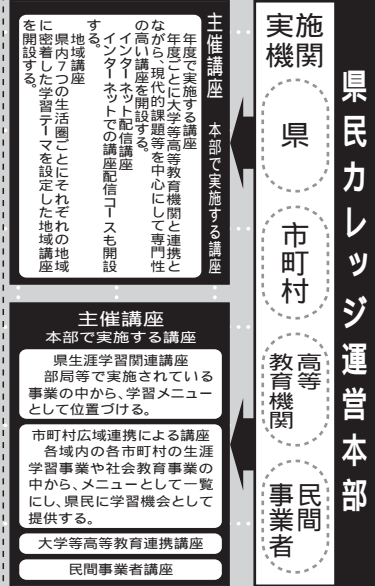 県民カレッジ運営本部
実施
機関
県
市町村
高等
教育機関
民間
事業者
主催講座 本部で実施する講座
年度で実施する講座
年度ごとに大学等高等教育機関と連携と
ながら、現代的課題等を中心にして専門性
の高い講座を開設する。
インターネット配信講座
インターネットでの講座配信コースも開設
する。
地域講座
県内7つの生活圏ごとにそれぞれの地域
に密着した学習テーマを設定した地域講座
を開設する。
主催講座
本部で実施する講座
県生涯学習関連講座
部局等で実施されている
事業の中から、学習メニュー
として位置づける。
市町村広域連携による講座
各域内の各市町村の生涯
学習事業や社会教育事業の
中から、メニューとして一覧
にし、県民に学習機会として
提供する。
大学等高等教育連携講座
民間事業者講座